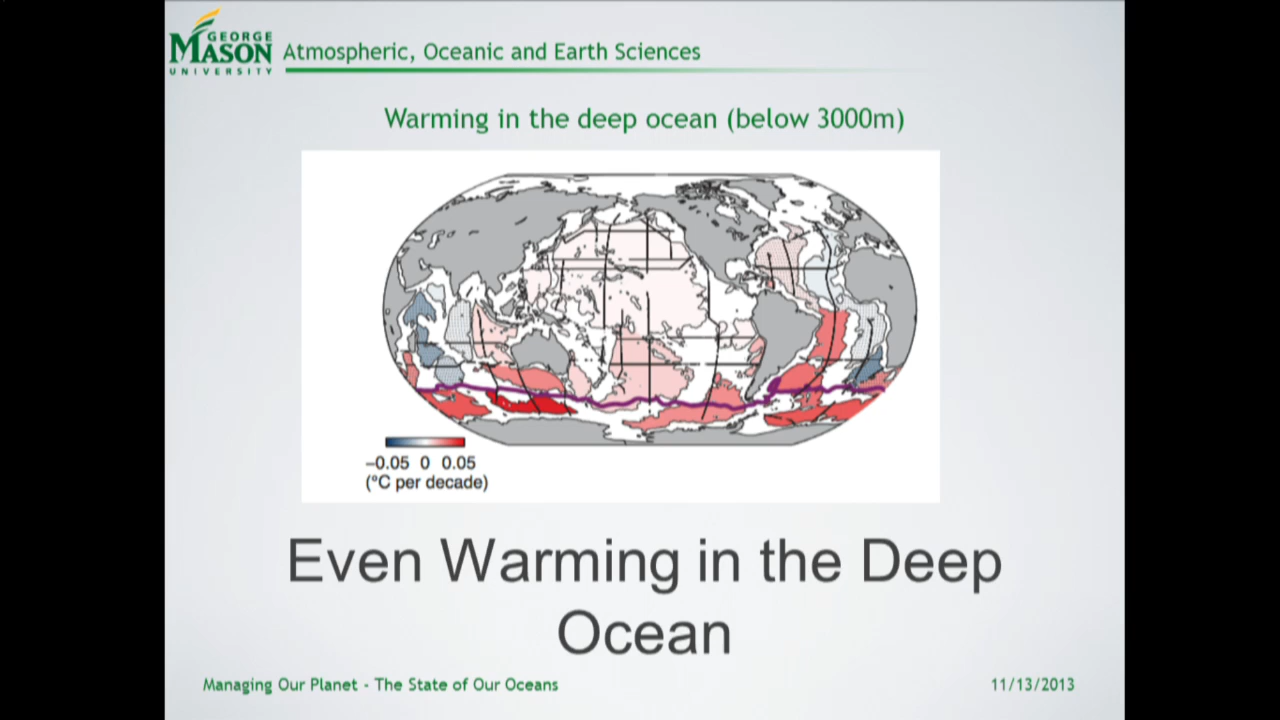 GEORGE
MASON
UNIVERSITY
Atmospheric, Oceanic and Earth Sciences
Warming in the deep ocean (below 3000m)
−0.05 0 0.05
(°C per decade)
Even Warming in the Deep
Ocean
Managing Our Planet - The State of Our Oceans
11/13/2013